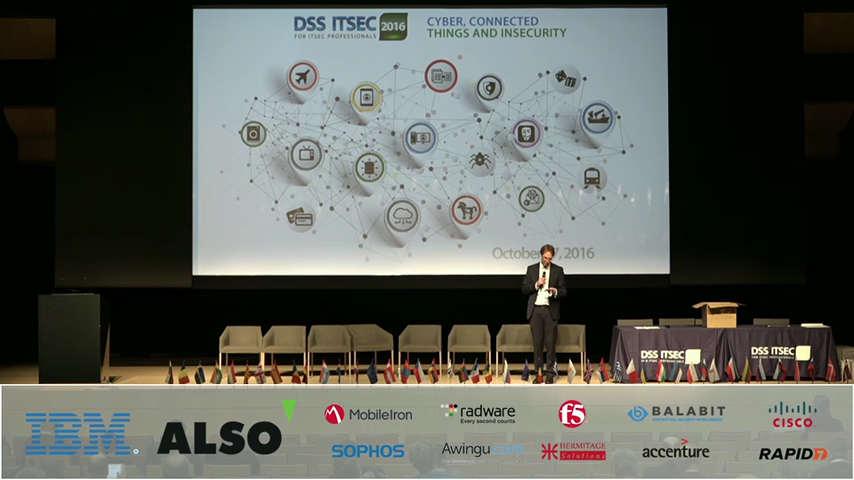 DSS ITSEC 2016
FOR ITSEC PROFESSIONALS
CYBER, CONNECTED
THINGS AND INSECURITY
2016
DSS ITSEC
DSS ITSEC
IBM.
ALSO
MobileIron
radware
Every second counts
f5
BALABIT
CISCO
SOPHOS
Awingu
HERMITAGE
Solutions
accenture
RAPID7